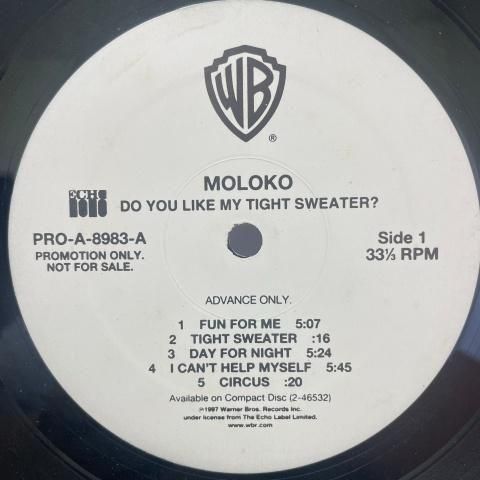 WB
®
MOLOKO
ECHO
DO YOU LIKE MY TIGHT SWEATER?
PRO-A-8983-A
Side 1
PROMOTION ONLY.
33⅓ RPM
NOT FOR SALE.
ADVANCE ONLY.
1 FUN FOR ME 5:07
2 TIGHT SWEATER :16
3 DAY FOR NIGHT 5:24
4 I CAN'T HELP MYSELF 5:45
5 CIRCUS :20
Available on Compact Disc (2-46532)
℗1997 Warner Bros. Records Inc.
under license from The Echo Label Limited.
www.wbr.com